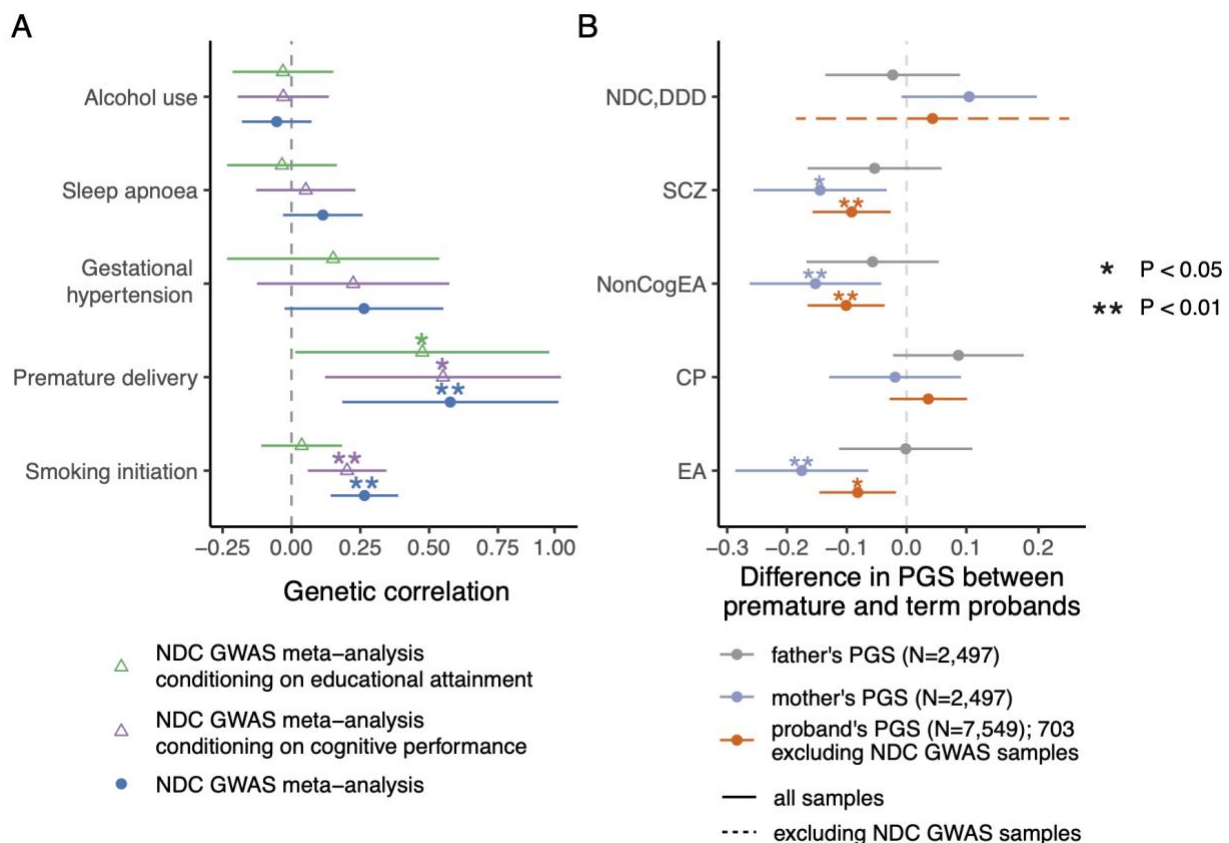 A
Alcohol use
Sleep apnoea
Gestational
hypertension
Premature delivery
*
*
**
Smoking initiation
**
**
−0.25 0.00 0.25 0.50 0.75 1.00
Genetic correlation
NDC GWAS meta−analysis
conditioning on educational attainment
NDC GWAS meta−analysis
conditioning on cognitive performance
NDC GWAS meta−analysis
B
NDC,DDD
SCZ
*
**
NonCogEA
**
**
CP
EA
**
*
−0.3 −0.2 −0.1 0.0 0.1 0.2
Difference in PGS between
premature and term probands
* P < 0.05
** P < 0.01
father's PGS (N=2,497)
mother's PGS (N=2,497)
proband's PGS (N=7,549); 703
excluding NDC GWAS samples
all samples
excluding NDC GWAS samples